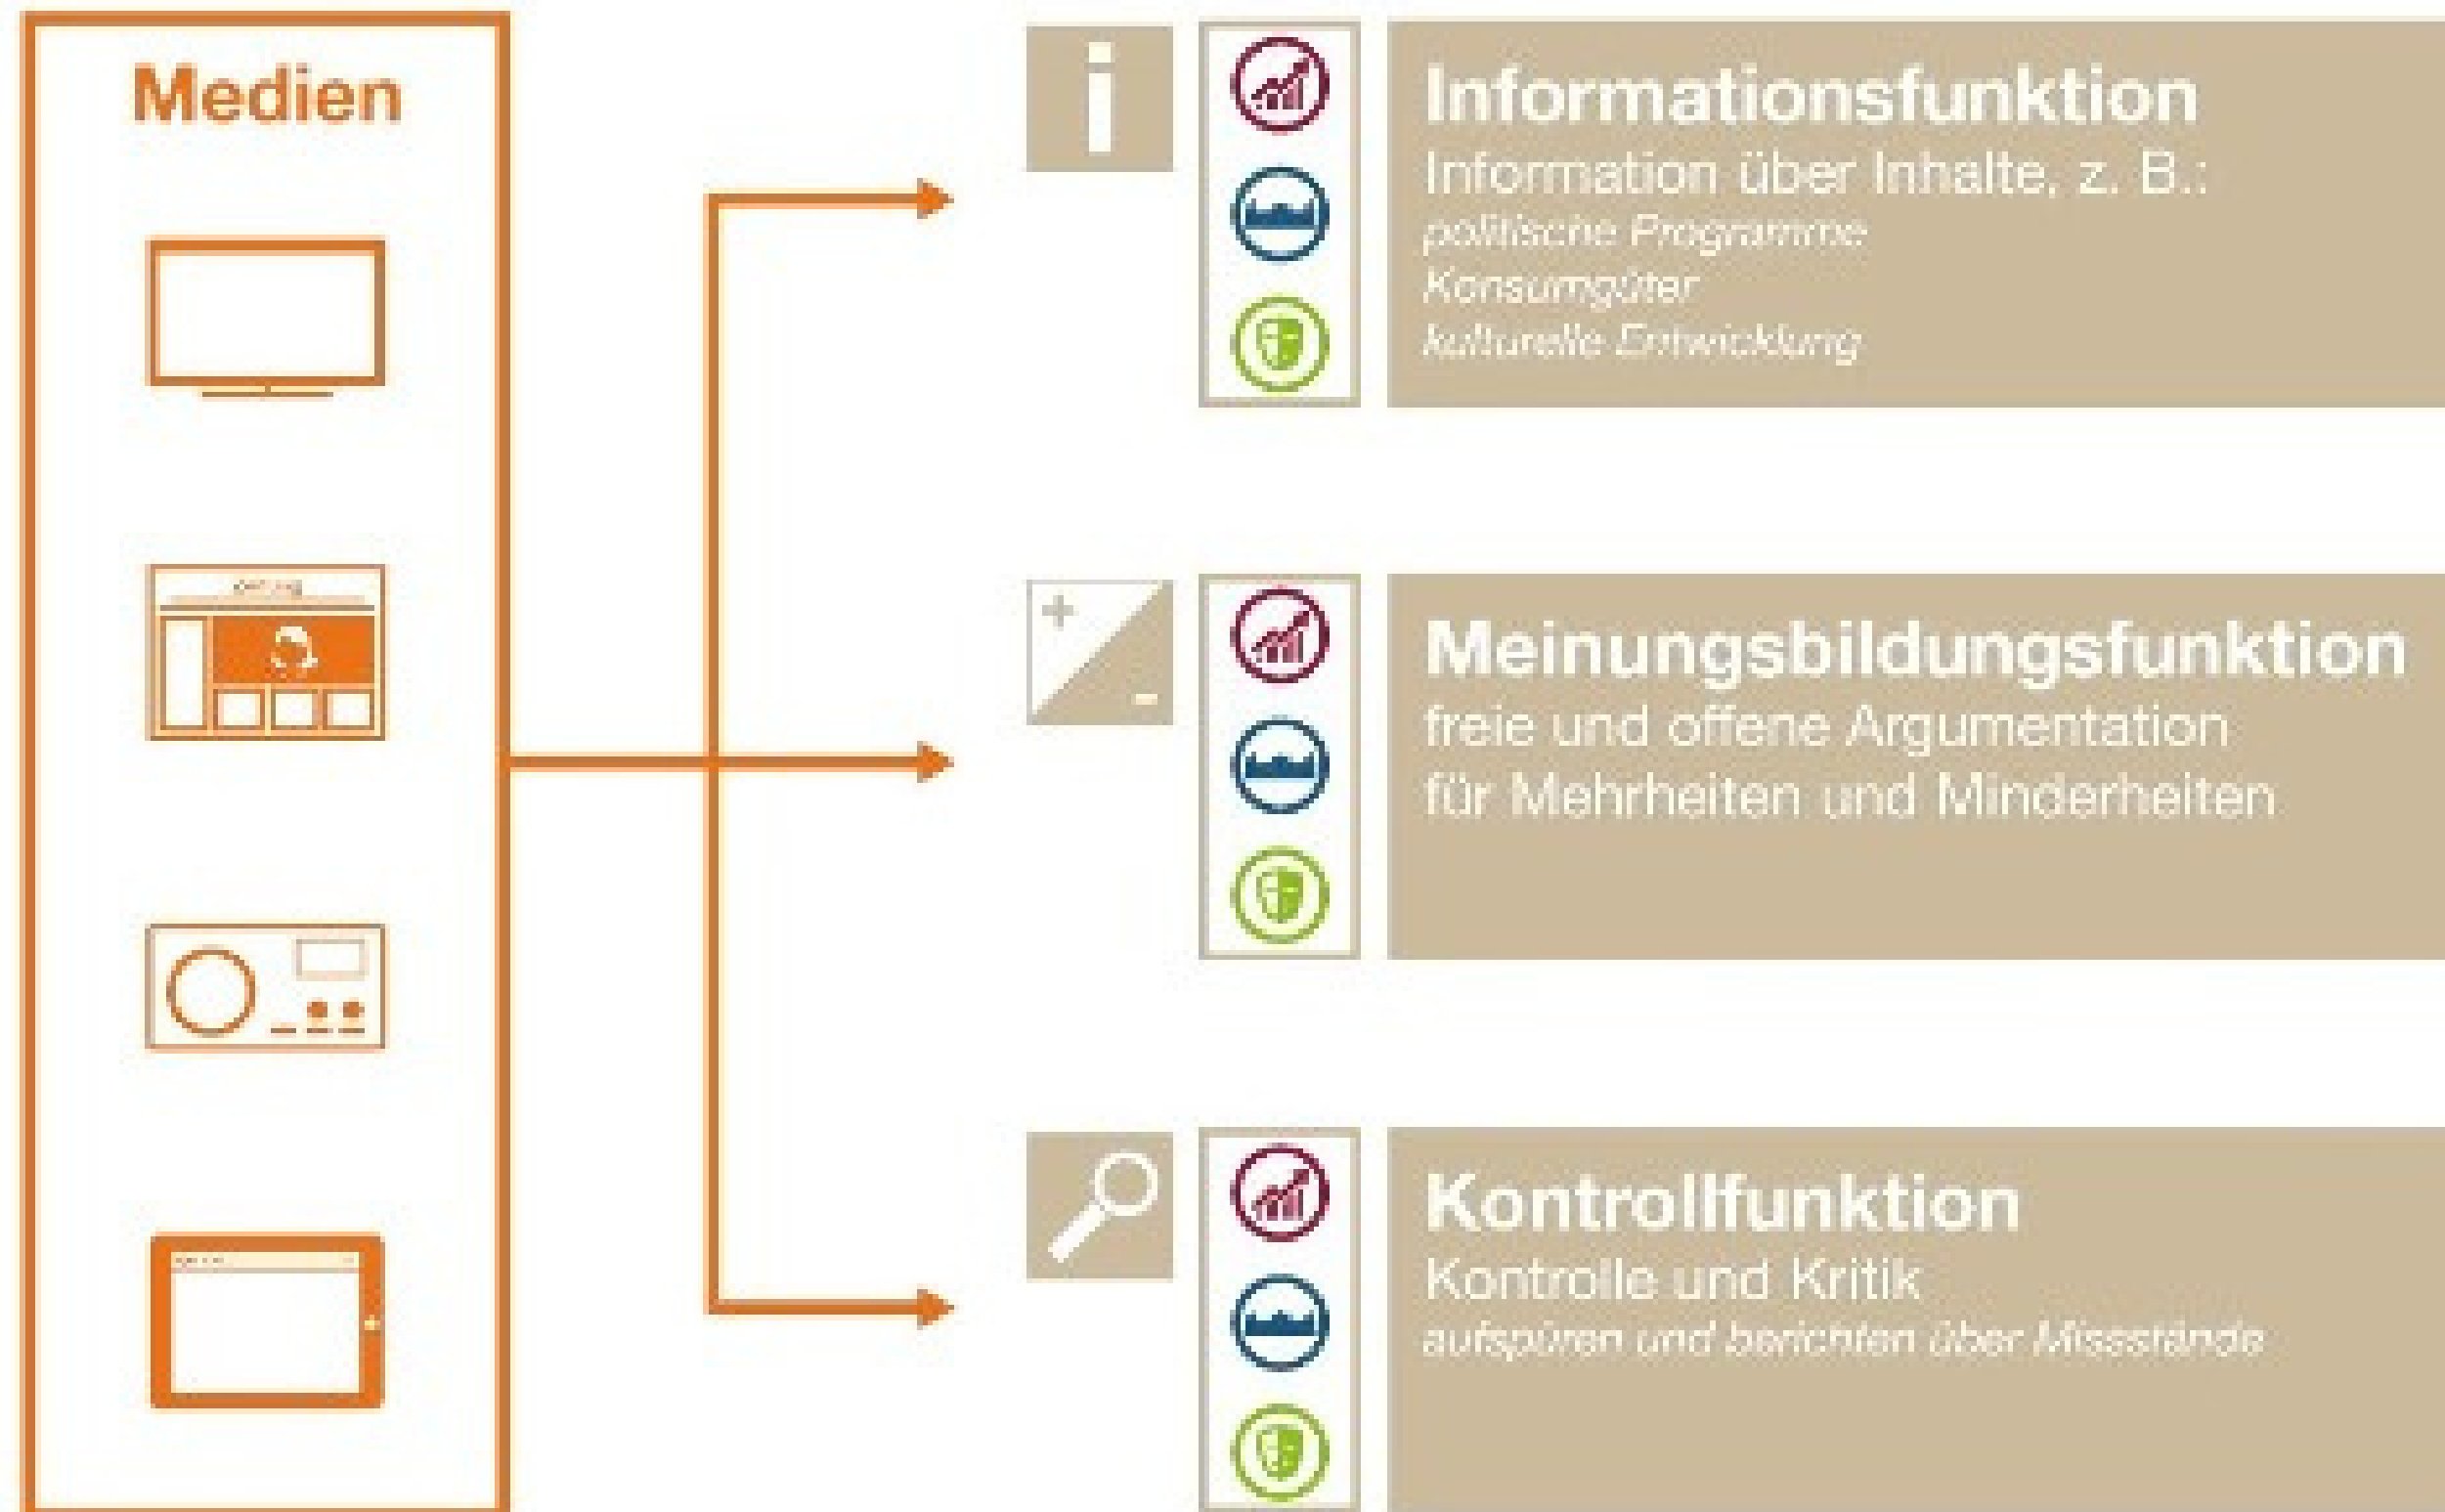 Medien
Informationsfunktion
Information über Inhalte, z. B.:
politische Programme
Konsumgüter
kulturelle Entwicklung
Meinungsbildungsfunktion
freie und offene Argumentation
für Mehrheiten und Minderheiten
Kontrollfunktion
Kontrolle und Kritik
aufspüren und berichten über Missstände